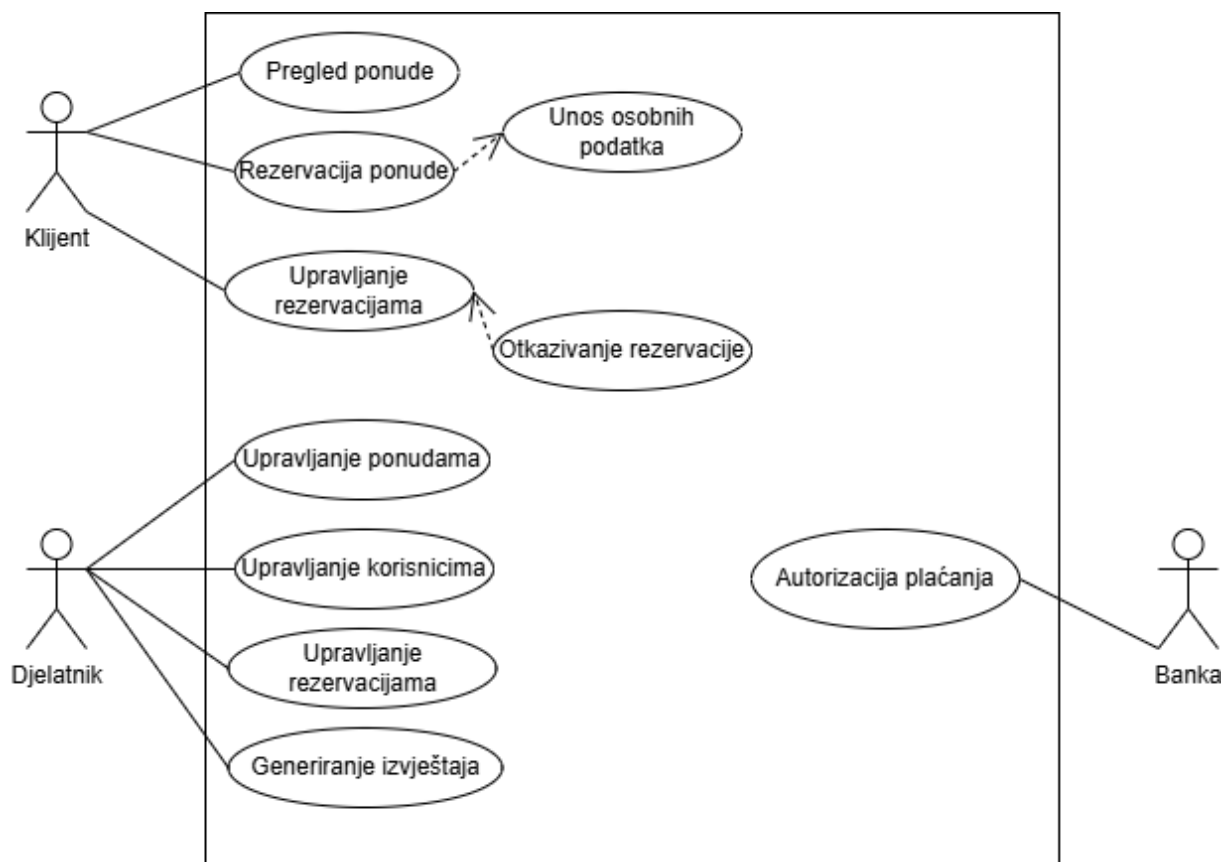 Pregled ponude
Unos osobnih
podatka
Rezervacija ponude
Klijent
Upravljanje
rezervacijama
Otkazivanje rezervacije
Upravljanje ponudama
Upravljanje korisnicima
Autorizacija plaćanja
Djelatnik
Upravljanje
rezervacijama
Banka
Generiranje izvještaja